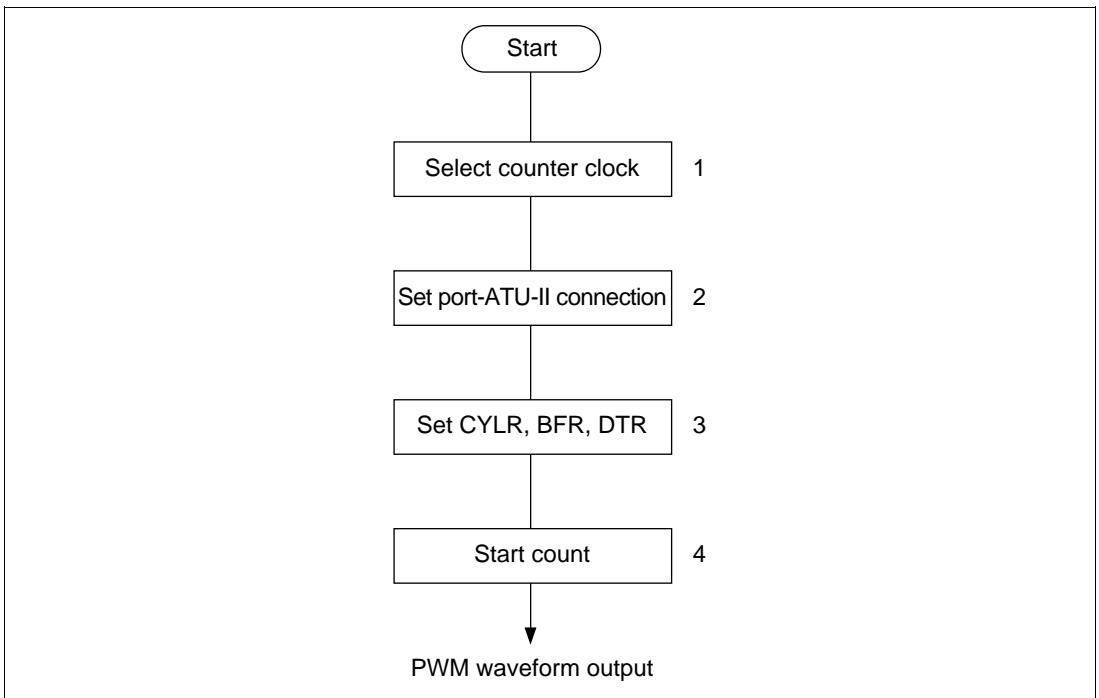 Start
Select counter clock 1
Set port-ATU-II connection 2
Set CYLR, BFR, DTR 3
Start count 4
PWM waveform output